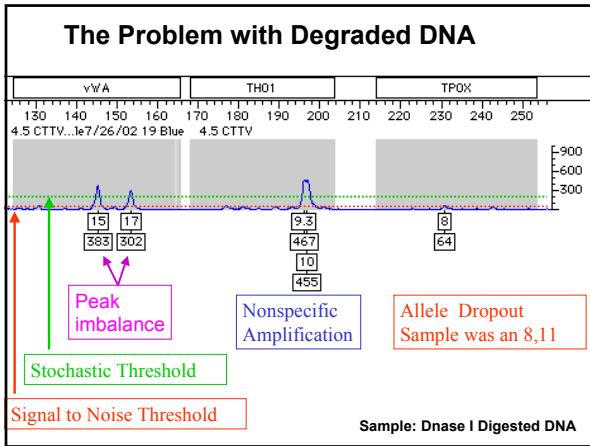 The Problem with Degraded DNA
vWA TH01 TPOX
130 140 150 160 170 180 190 200 210 220 230 240 250
4.5 CTTV...le7/26/02 19 Blue 4.5 CTTV
900
600
300
15 17 9.3 8
383 302 467 64
10
455
Peak
imbalance
Nonspecific
Amplification
Allele Dropout
Sample was an 8,11
Stochastic Threshold
Signal to Noise Threshold
Sample: Dnase I Digested DNA